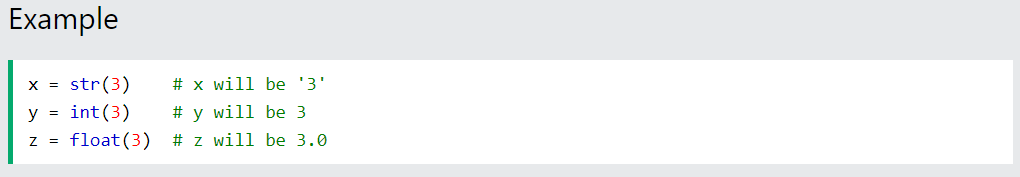 Example
x = str(3)    # x will be '3'
y = int(3)    # y will be 3
z = float(3)  # z will be 3.0